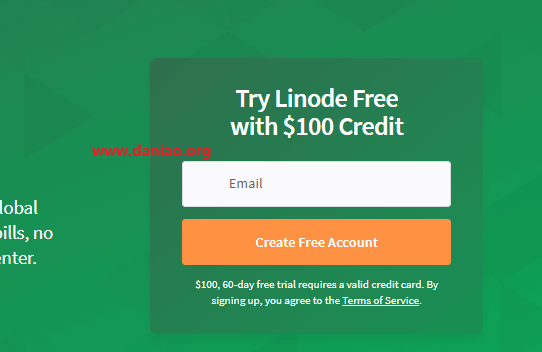 Try Linode Free
with $100 Credit
www.daniao.org
Email
lobal
bills, no
enter.
Create Free Account
$100, 60-day free trial requires a valid credit card. By
signing up, you agree to the Terms of Service.